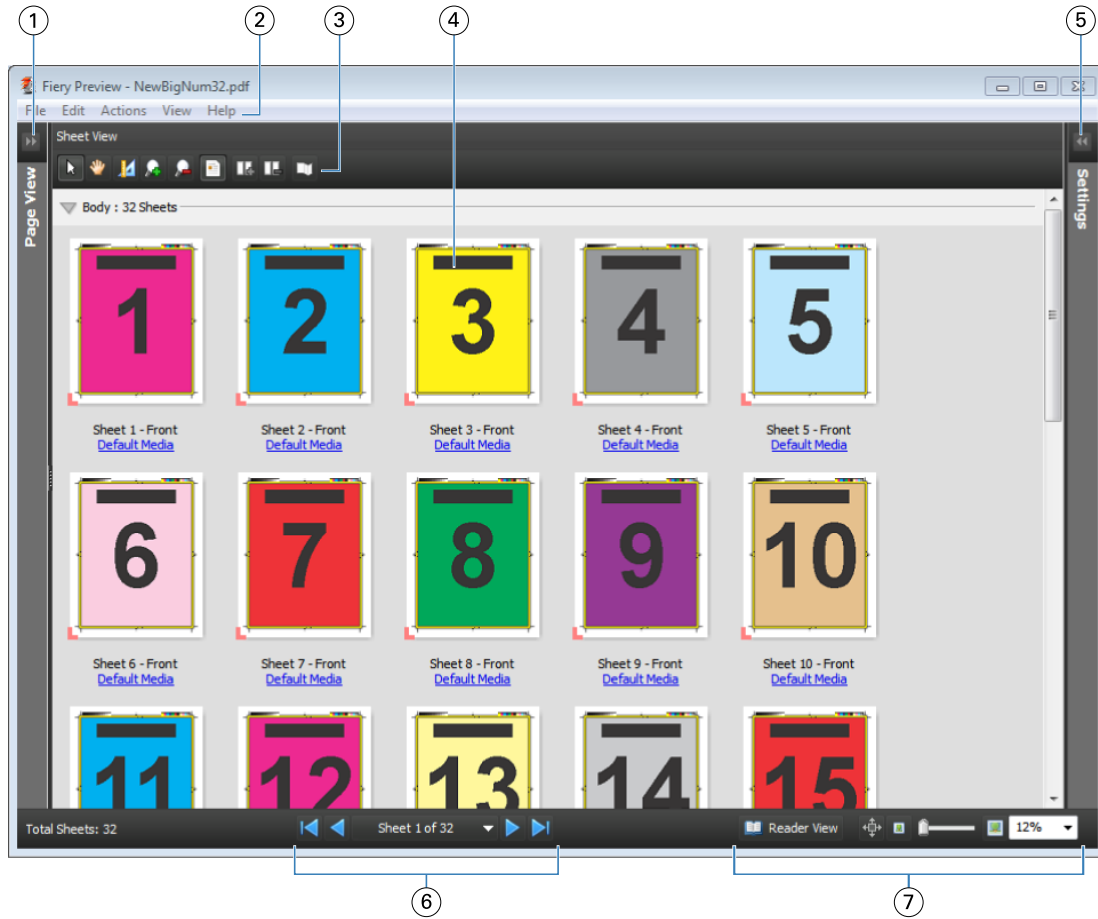 1 2 3 4 5
Fiery Preview - NewBigNum32.pdf
File Edit Actions View Help
Sheet View
Page View
Settings
Body : 32 Sheets
1 2 3 4 5
Sheet 1 - Front Sheet 2 - Front Sheet 3 - Front Sheet 4 - Front Sheet 5 - Front
Default Media Default Media Default Media Default Media Default Media
6 7 8 9 10
Sheet 6 - Front Sheet 7 - Front Sheet 8 - Front Sheet 9 - Front Sheet 10 - Front
Default Media Default Media Default Media Default Media Default Media
11 12 13 14 15
Total Sheets: 32 Sheet 1 of 32 Reader View 12%
6 7